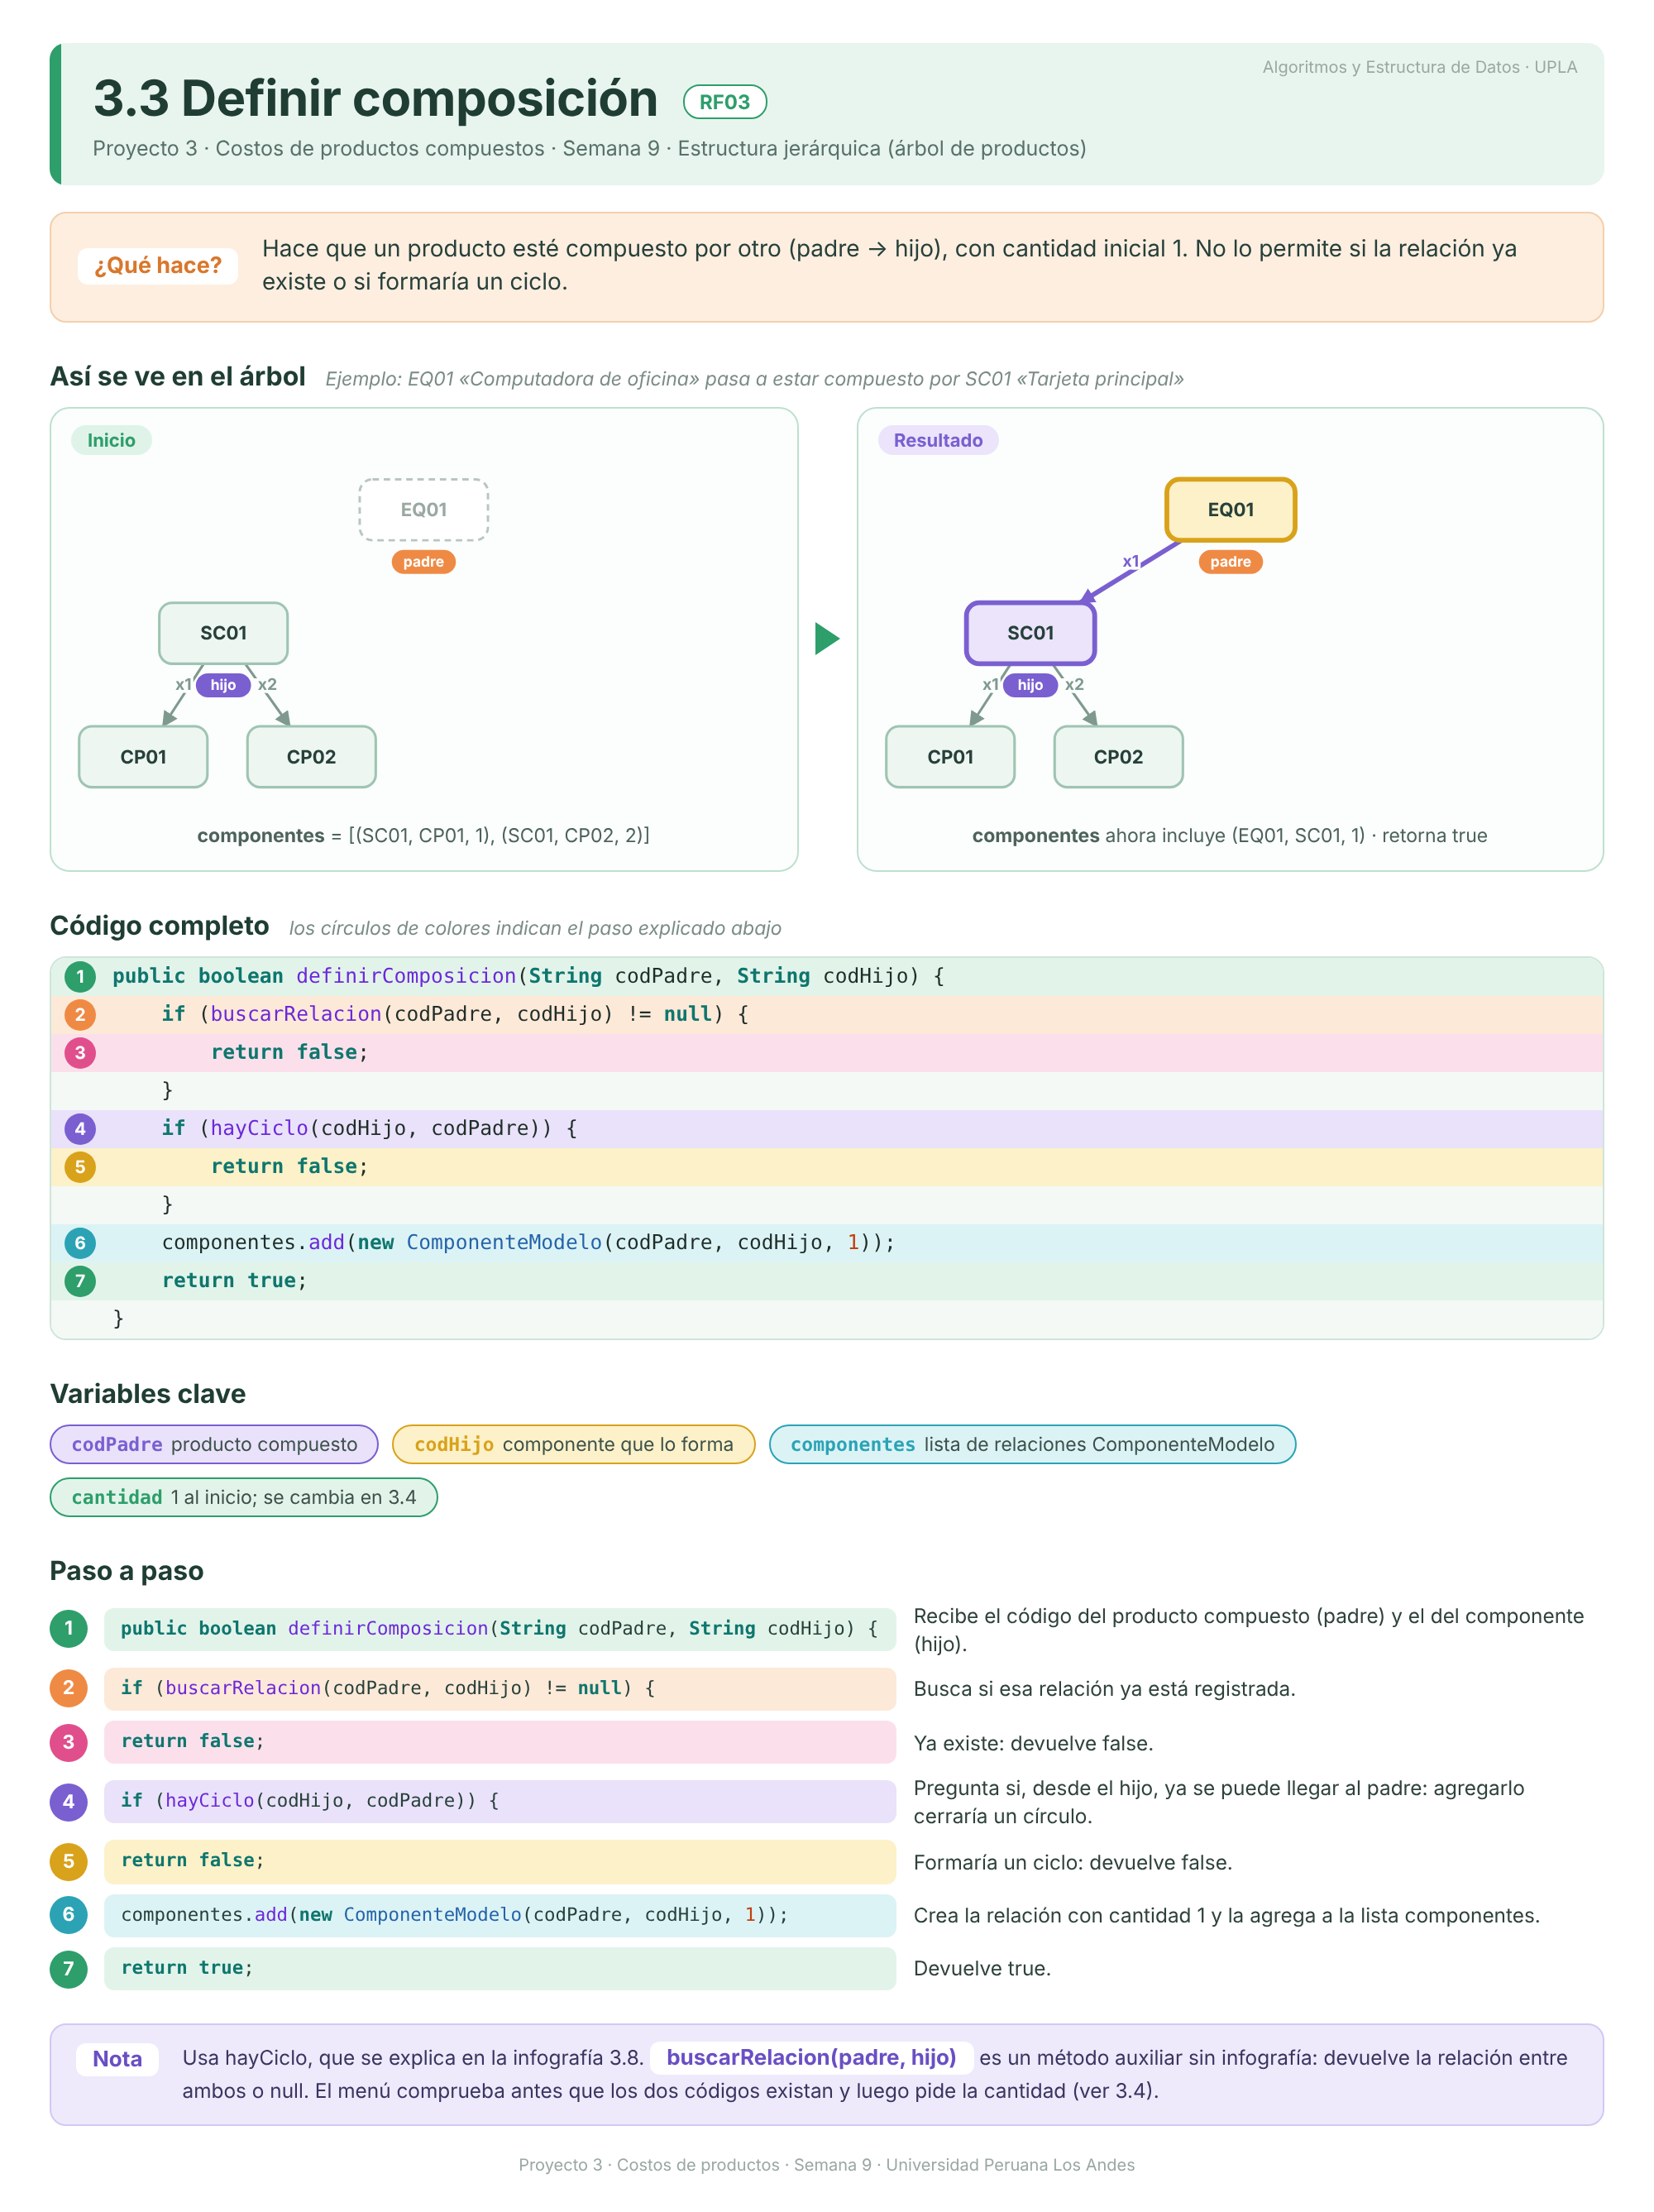 Algoritmos y Estructura de Datos · UPLA
3.3 Definir composición RF03
Proyecto 3 · Costos de productos compuestos · Semana 9 · Estructura jerárquica (árbol de productos)
¿Qué hace?
Hace que un producto esté compuesto por otro (padre → hijo), con cantidad inicial 1. No lo permite si la relación ya
existe o si formaría un ciclo.
Así se ve en el árbol Ejemplo: EQ01 «Computadora de oficina» pasa a estar compuesto por SC01 «Tarjeta principal»
Inicio
EQ01
padre
SC01
x1 hijo x2
CP01 CP02
componentes = [(SC01, CP01, 1), (SC01, CP02, 2)]
Resultado
EQ01
x1 padre
SC01
x1 hijo x2
CP01 CP02
componentes ahora incluye (EQ01, SC01, 1) · retorna true
Código completo los círculos de colores indican el paso explicado abajo
1 public boolean definirComposicion(String codPadre, String codHijo) {
2 if (buscarRelacion(codPadre, codHijo) != null) {
3 return false;
}
4 if (hayCiclo(codHijo, codPadre)) {
5 return false;
}
6 componentes.add(new ComponenteModelo(codPadre, codHijo, 1));
7 return true;
}
Variables clave
codPadre producto compuesto codHijo componente que lo forma componentes lista de relaciones ComponenteModelo
cantidad 1 al inicio; se cambia en 3.4
Paso a paso
1 public boolean definirComposicion(String codPadre, String codHijo) {
Recibe el código del producto compuesto (padre) y el del componente
(hijo).
2 if (buscarRelacion(codPadre, codHijo) != null) { Busca si esa relación ya está registrada.
3 return false; Ya existe: devuelve false.
4 if (hayCiclo(codHijo, codPadre)) {
Pregunta si, desde el hijo, ya se puede llegar al padre: agregarlo
cerraría un círculo.
5 return false; Formaría un ciclo: devuelve false.
6 componentes.add(new ComponenteModelo(codPadre, codHijo, 1)); Crea la relación con cantidad 1 y la agrega a la lista componentes.
7 return true; Devuelve true.
Nota
Usa hayCiclo, que se explica en la infografía 3.8. buscarRelacion(padre, hijo) es un método auxiliar sin infografía: devuelve la relación entre
ambos o null. El menú comprueba antes que los dos códigos existan y luego pide la cantidad (ver 3.4).
Proyecto 3 · Costos de productos · Semana 9 · Universidad Peruana Los Andes